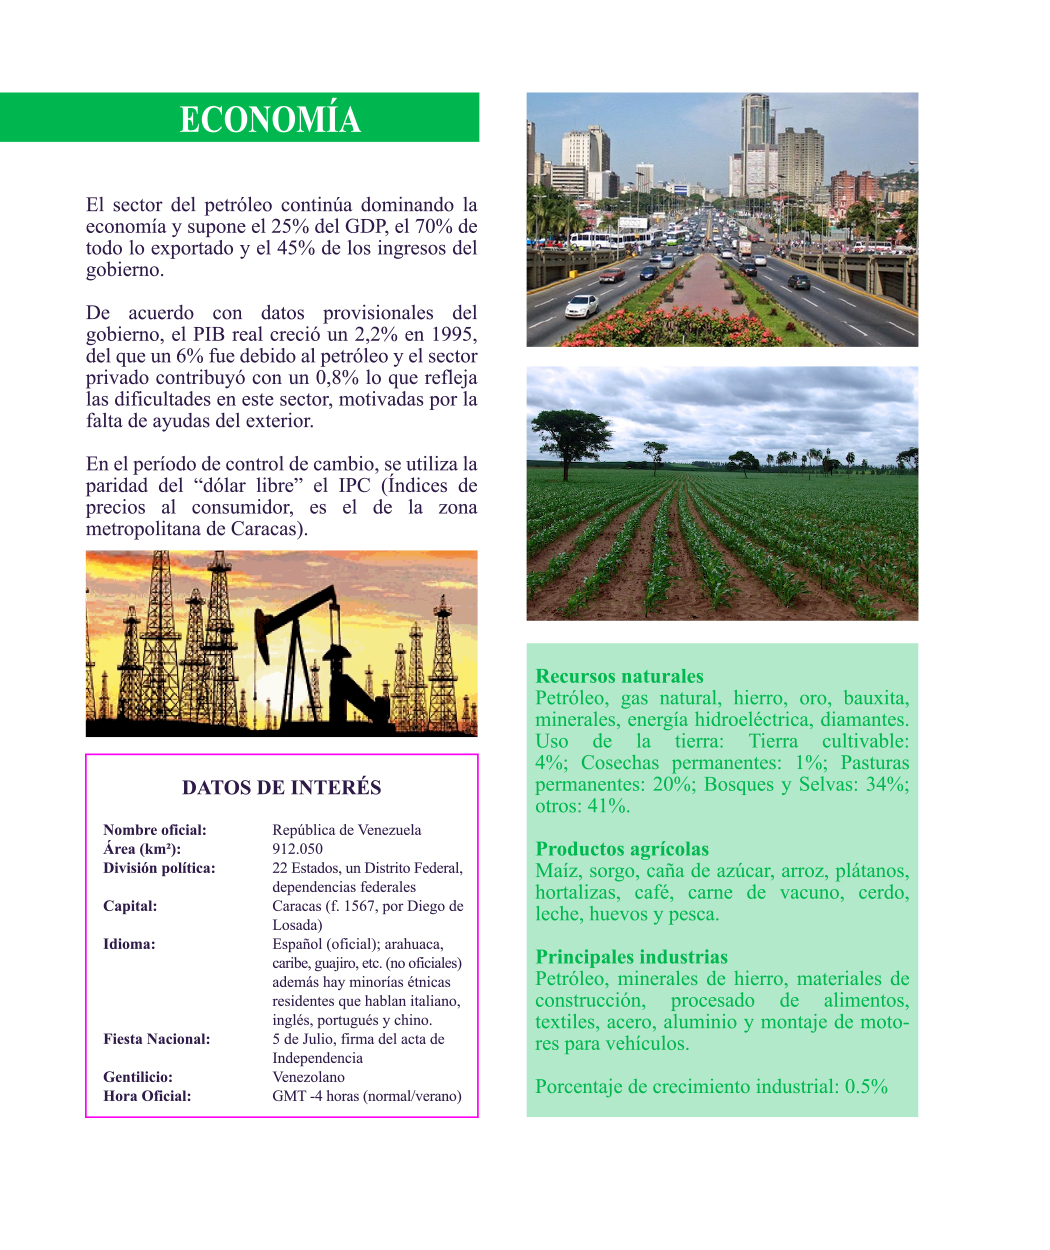 ECONOMÍA
El sector del petróleo continúa dominando la
economía y supone el 25% del GDP, el 70% de
todo lo exportado y el 45% de los ingresos del
gobierno.
De acuerdo con datos provisionales del
gobierno, el PIB real creció un 2,2% en 1995,
del que un 6% fue debido al petróleo y el sector
privado contribuyó con un 0,8% lo que refleja
las dificultades en este sector, motivadas por la
falta de ayudas del exterior.
En el período de control de cambio, se utiliza la
paridad del “dólar libre” el IPC (Índices de
precios al consumidor, es el de la zona
metropolitana de Caracas).
DATOS DE INTERÉS
Nombre oficial: República de Venezuela
Área (km²): 912.050
División política: 22 Estados, un Distrito Federal,
dependencias federales
Capital: Caracas (f. 1567, por Diego de
Losada)
Idioma: Español (oficial); arahuaca,
caribe, guajiro, etc. (no oficiales)
además hay minorías étnicas
residentes que hablan italiano,
inglés, portugués y chino.
Fiesta Nacional: 5 de Julio, firma del acta de
Independencia
Gentilicio: Venezolano
Hora Oficial: GMT -4 horas (normal/verano)
Recursos naturales
Petróleo, gas natural, hierro, oro, bauxita,
minerales, energía hidroeléctrica, diamantes.
Uso de la tierra: Tierra cultivable:
4%; Cosechas permanentes: 1%; Pasturas
permanentes: 20%; Bosques y Selvas: 34%;
otros: 41%.
Productos agrícolas
Maíz, sorgo, caña de azúcar, arroz, plátanos,
hortalizas, café, carne de vacuno, cerdo,
leche, huevos y pesca.
Principales industrias
Petróleo, minerales de hierro, materiales de
construcción, procesado de alimentos,
textiles, acero, aluminio y montaje de moto-
res para vehículos.
Porcentaje de crecimiento industrial: 0.5%